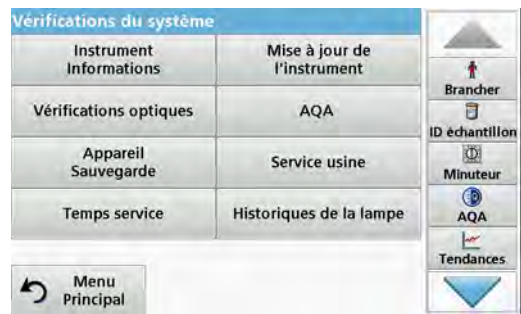 Vérifications du système
Instrument
Informations
Mise à jour de
l'instrument
Vérifications optiques
AQA
Appareil
Sauvegarde
Service usine
Temps service
Historiques de la lampe
Menu
Principal
Brancher
ID èchantillon
Minuteur
AQA
Tendances